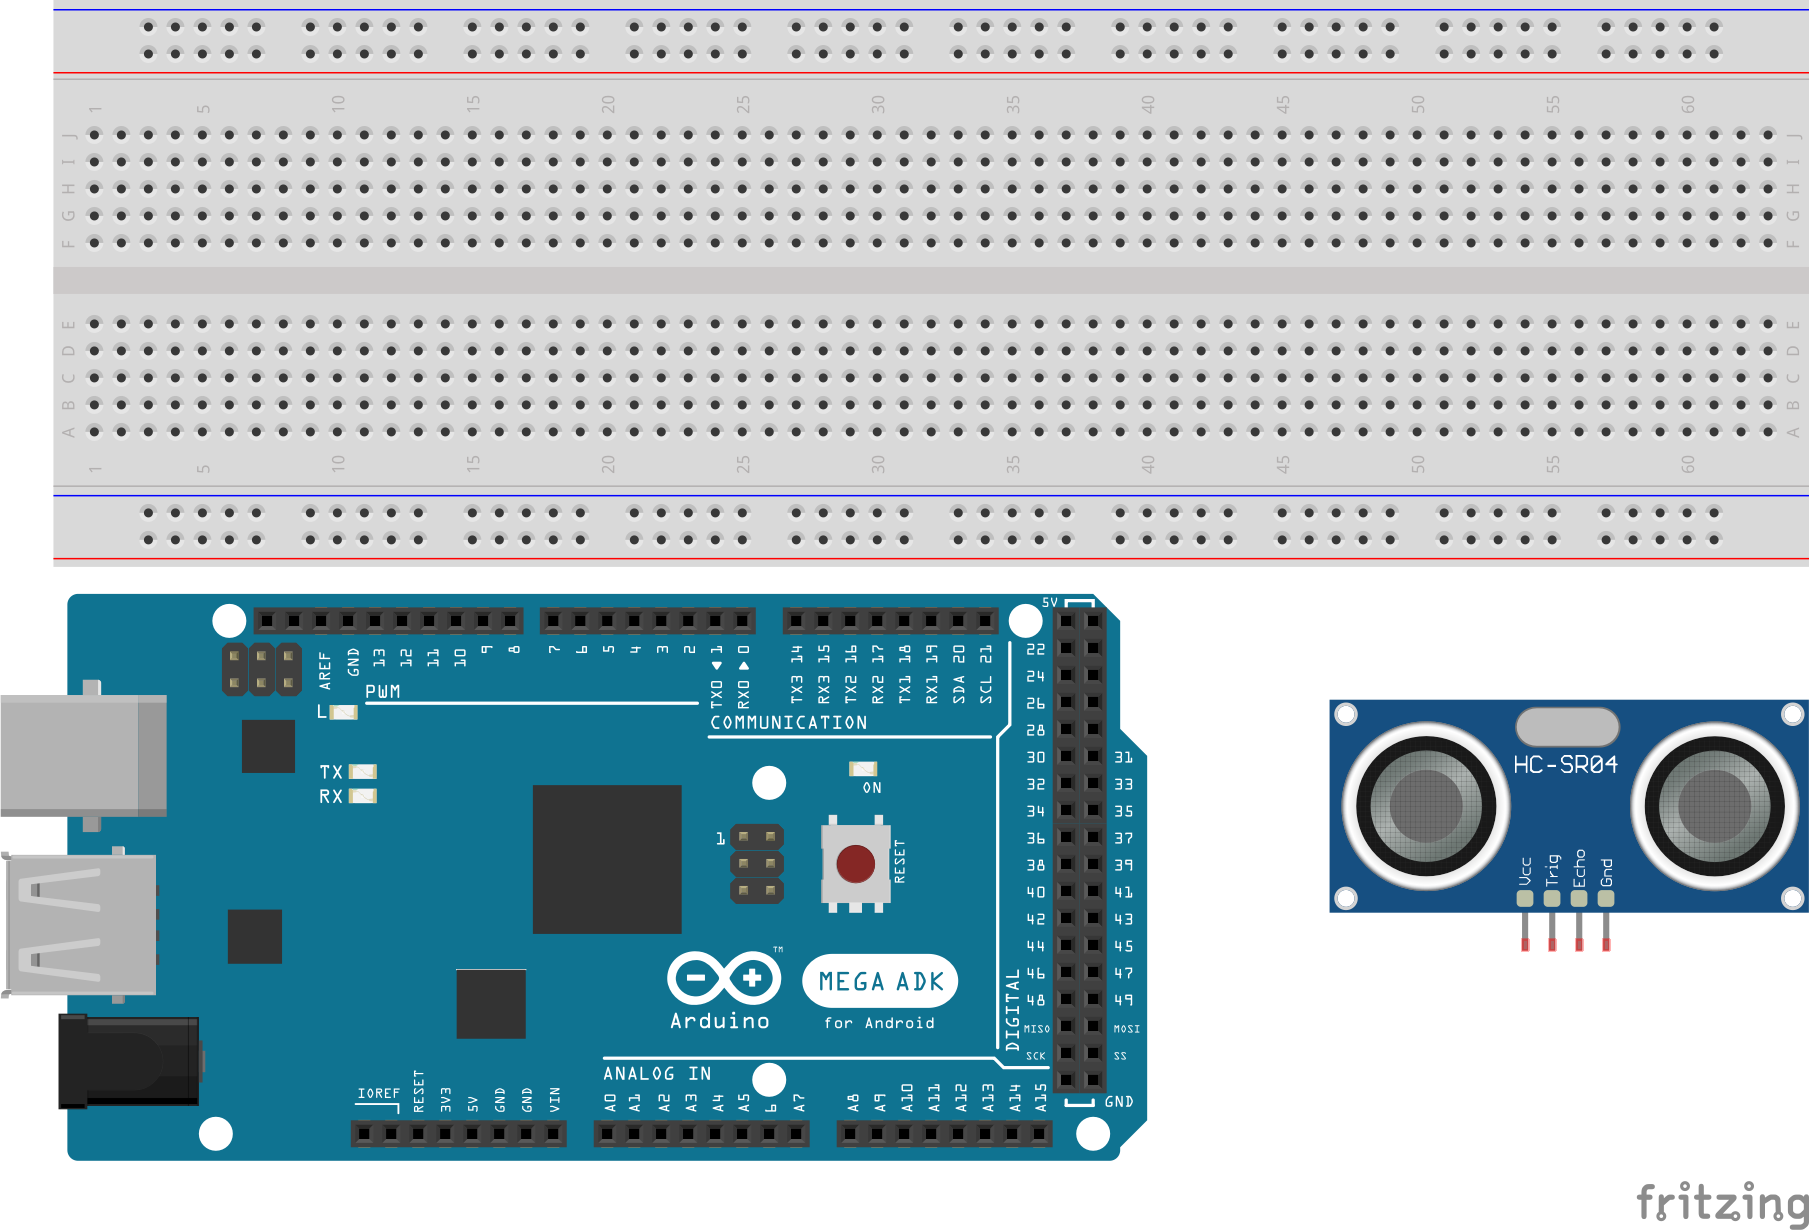 1 5 10 15 20 25 30 35 40 45 50 55 60
J J
I I
H H
G G
F F
E E
D D
C C
B B
A A
1 5 10 15 20 25 30 35 40 45 50 55 60
AREF GND 13 12 11 10 9 8 7 6 5 4 3 2 TX0 1 RX0 0 TX3 14 RX3 15 TX2 16 RX2 17 TX1 18 RX1 19 SDA 20 SCL 21
5V
22
24
26
28
30 31
32 33
34 35
36 37
38 39
40 41
42 43
44 45
46 47
48 49
MISO MOSI
SCK SS
GND
DIGITAL
PWM
L
COMMUNICATION
TX
RX
ON
1
RESET
TM
Arduino
MEGA ADK
for Android
ANALOG IN
IOREF RESET 3V3 5V GND GND VIN A0 A1 A2 A3 A4 A5 6 A7 A8 A9 A10 A11 A12 A13 A14 A15
HC-SR04
Vcc Trig Echo Gnd
fritzing